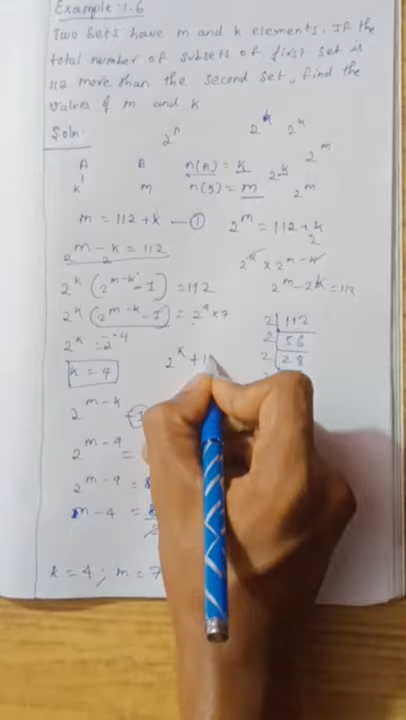 Example 1.6
Two sets have m and k elements. If the
total number of subsets of first set is
112 more than the second set, find the
values of m and k
Soln:
2^n 2^k 2^k
A B n(A) = k 2^k 2^m
k m n(B) = m 2^m
m = 112 + k — ① 2^m = 112 + k
2^m - k = 112
2^k × 2^m-k
2^k (2^m-k - 1) = 112 2^m - 2^k = 112
2^k (2^m-k - 1) = 2^4 × 7 2 | 112
2 | 56
2 | 28
2^k = 2^4
k = 4 2^k + 1
2^m-k - 1
2^m-4 =
2^m-4 = 8
m - 4 =
k = 4 ; m = 7